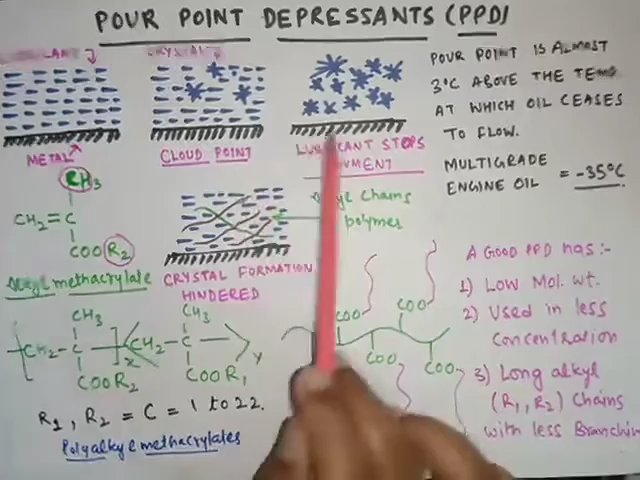 POUR POINT DEPRESSANTS (PPD)
LUBRICANT
CRYSTAL
METAL
CLOUD POINT
STOPS
CRYSTAL FORMATION
HINDERED
Chains
polymer
POUR POINT IS ALMOST
3°C ABOVE THE TEMP
AT WHICH OIL CEASES
TO FLOW.
MULTIGRADE
ENGINE OIL = -35°C
CH3
CH2=C
COOR2
Alkyl methacrylate
CH3
CH3
CH2-C
x
CH2-C
y
COOR2
COOR1
R1, R2 = C = 1 to 22.
Polyalkyl methacrylates
COO
COO
COO
COO
A GOOD PPD has:-
1) Low Mol. wt.
2) Used in less
Concentration
3) Long alkyl
(R1, R2) Chains
with less